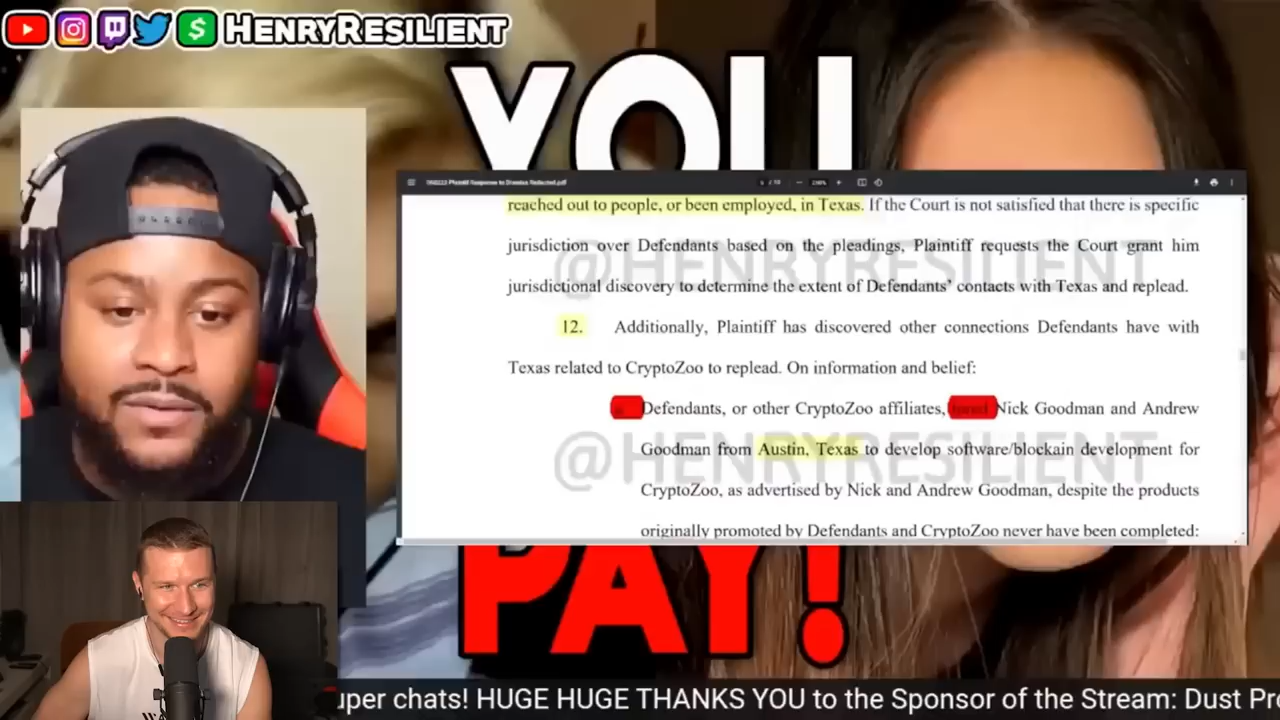 HENRYRESILIENT
YOU
reached out to people, or been employed, in Texas. If the Court is not satisfied that there is specific
jurisdiction over Defendants based on the pleadings, Plaintiff requests the Court grant him
@HENRYRESILIENT
jurisdictional discovery to determine the extent of Defendants' contacts with Texas and replead.
12. Additionally, Plaintiff has discovered other connections Defendants have with
Texas related to CryptoZoo to replead. On information and belief:
Defendants, or other CryptoZoo affiliates, Nick Goodman and Andrew
Goodman from Austin, Texas to develop software/blockain development for
@HENRYRESILIENT
CryptoZoo, as advertised by Nick and Andrew Goodman, despite the products
originally promoted by Defendants and CryptoZoo never have been completed:
PAY!
uper chats! HUGE HUGE THANKS YOU to the Sponsor of the Stream: Dust Pr